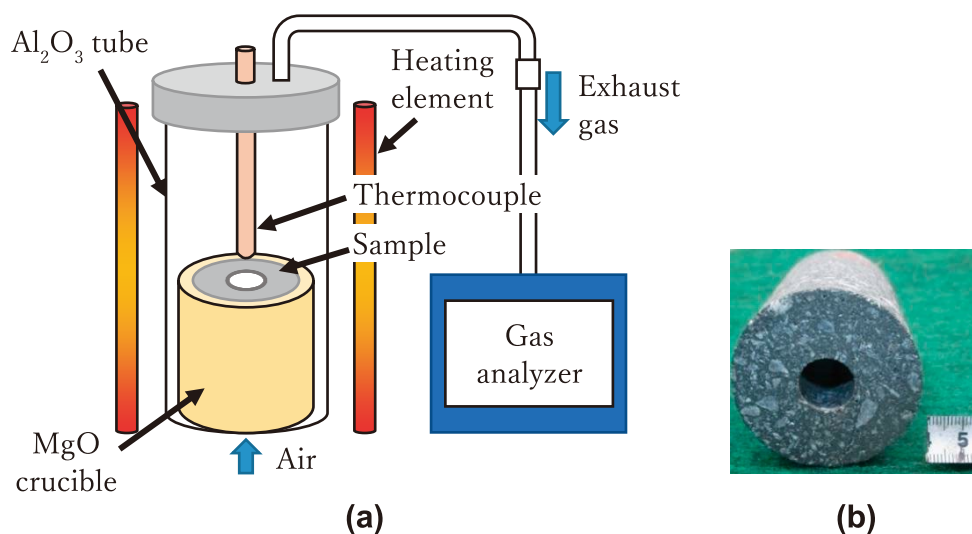 Al₂O₃ tube
Heating
element
Exhaust
gas
Thermocouple
Sample
Gas
analyzer
MgO
crucible
Air
5
(a)
(b)